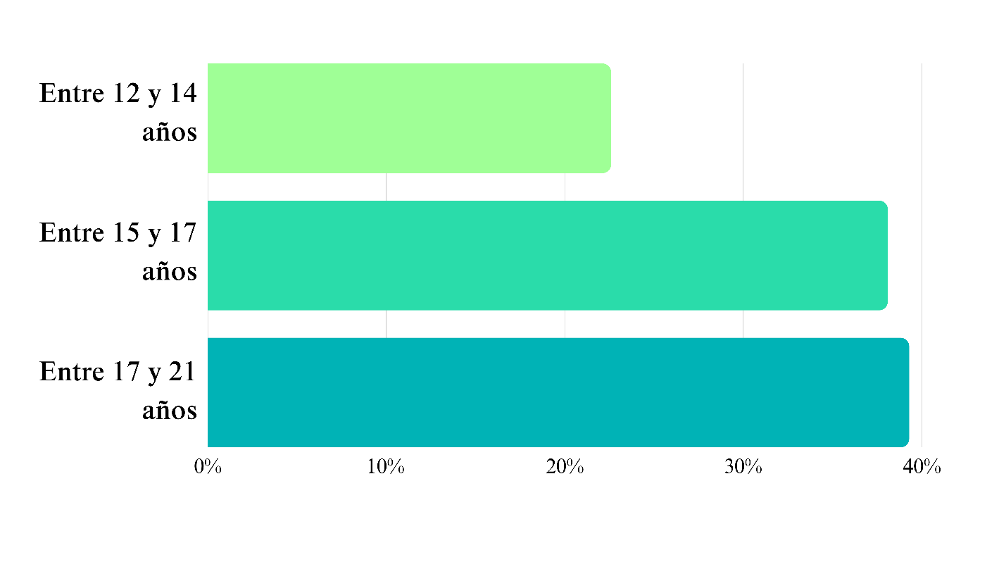 Entre 12 y 14
años
Entre 15 y 17
años
Entre 17 y 21
años
0%
10%
20%
30%
40%